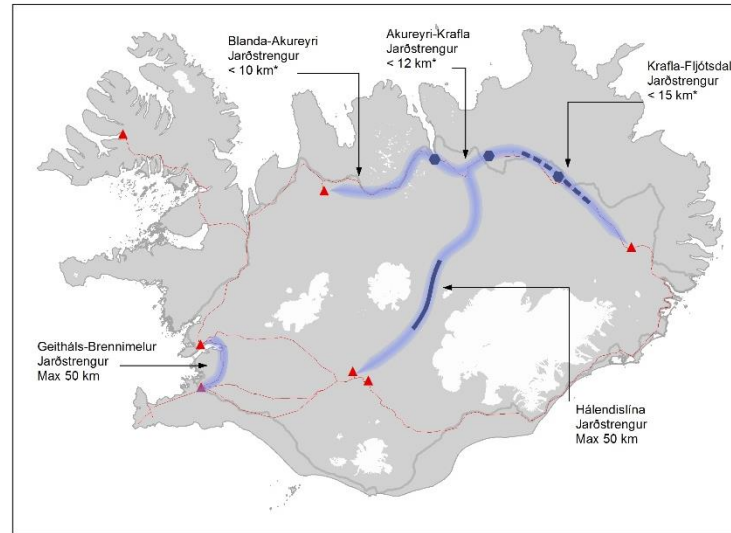 Blanda-Akureyri
Jarðstrengur
< 10 km*
Akureyri-Krafla
Jarðstrengur
< 12 km*
Krafla-Fljótsdal
Jarðstrengur
< 15 km*
Geitháls-Brennimelur
Jarðstrengur
Max 50 km
Hálendislína
Jarðstrengur
Max 50 km